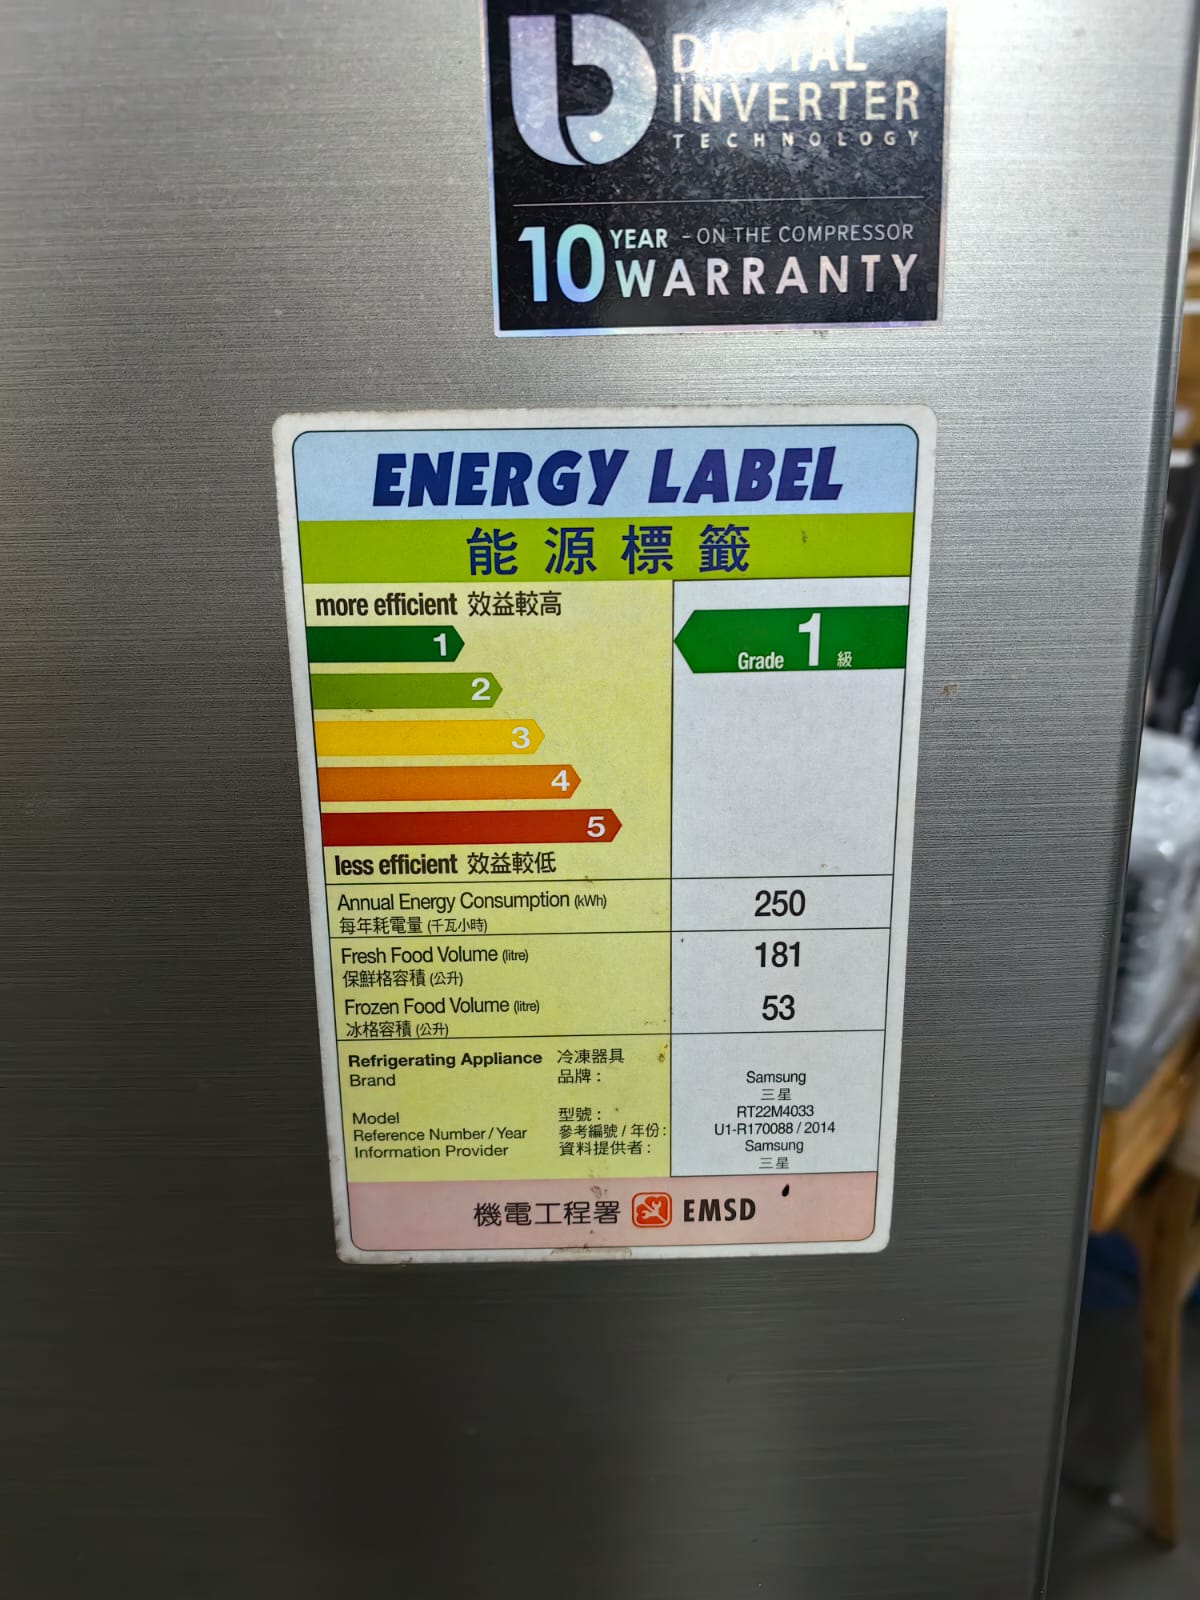 DIGITAL
INVERTER
TECHNOLOGY
10 YEAR - ON THE COMPRESSOR
WARRANTY
ENERGY LABEL
能源標籤
more efficient 效益較高
1
Grade 1 級
2
3
4
5
less efficient 效益較低
Annual Energy Consumption (kWh) 250
每年耗電量 (千瓦小時)
Fresh Food Volume (litre) 181
保鮮格容積 (公升)
Frozen Food Volume (litre) 53
冰格容積 (公升)
Refrigerating Appliance 冷凍器具
Brand 品牌 : Samsung
三星
Model 型號 : RT22M4033
Reference Number / Year 參考編號 / 年份 : U1-R170088 / 2014
Information Provider 資料提供者 : Samsung
三星
機電工程署 EMSD